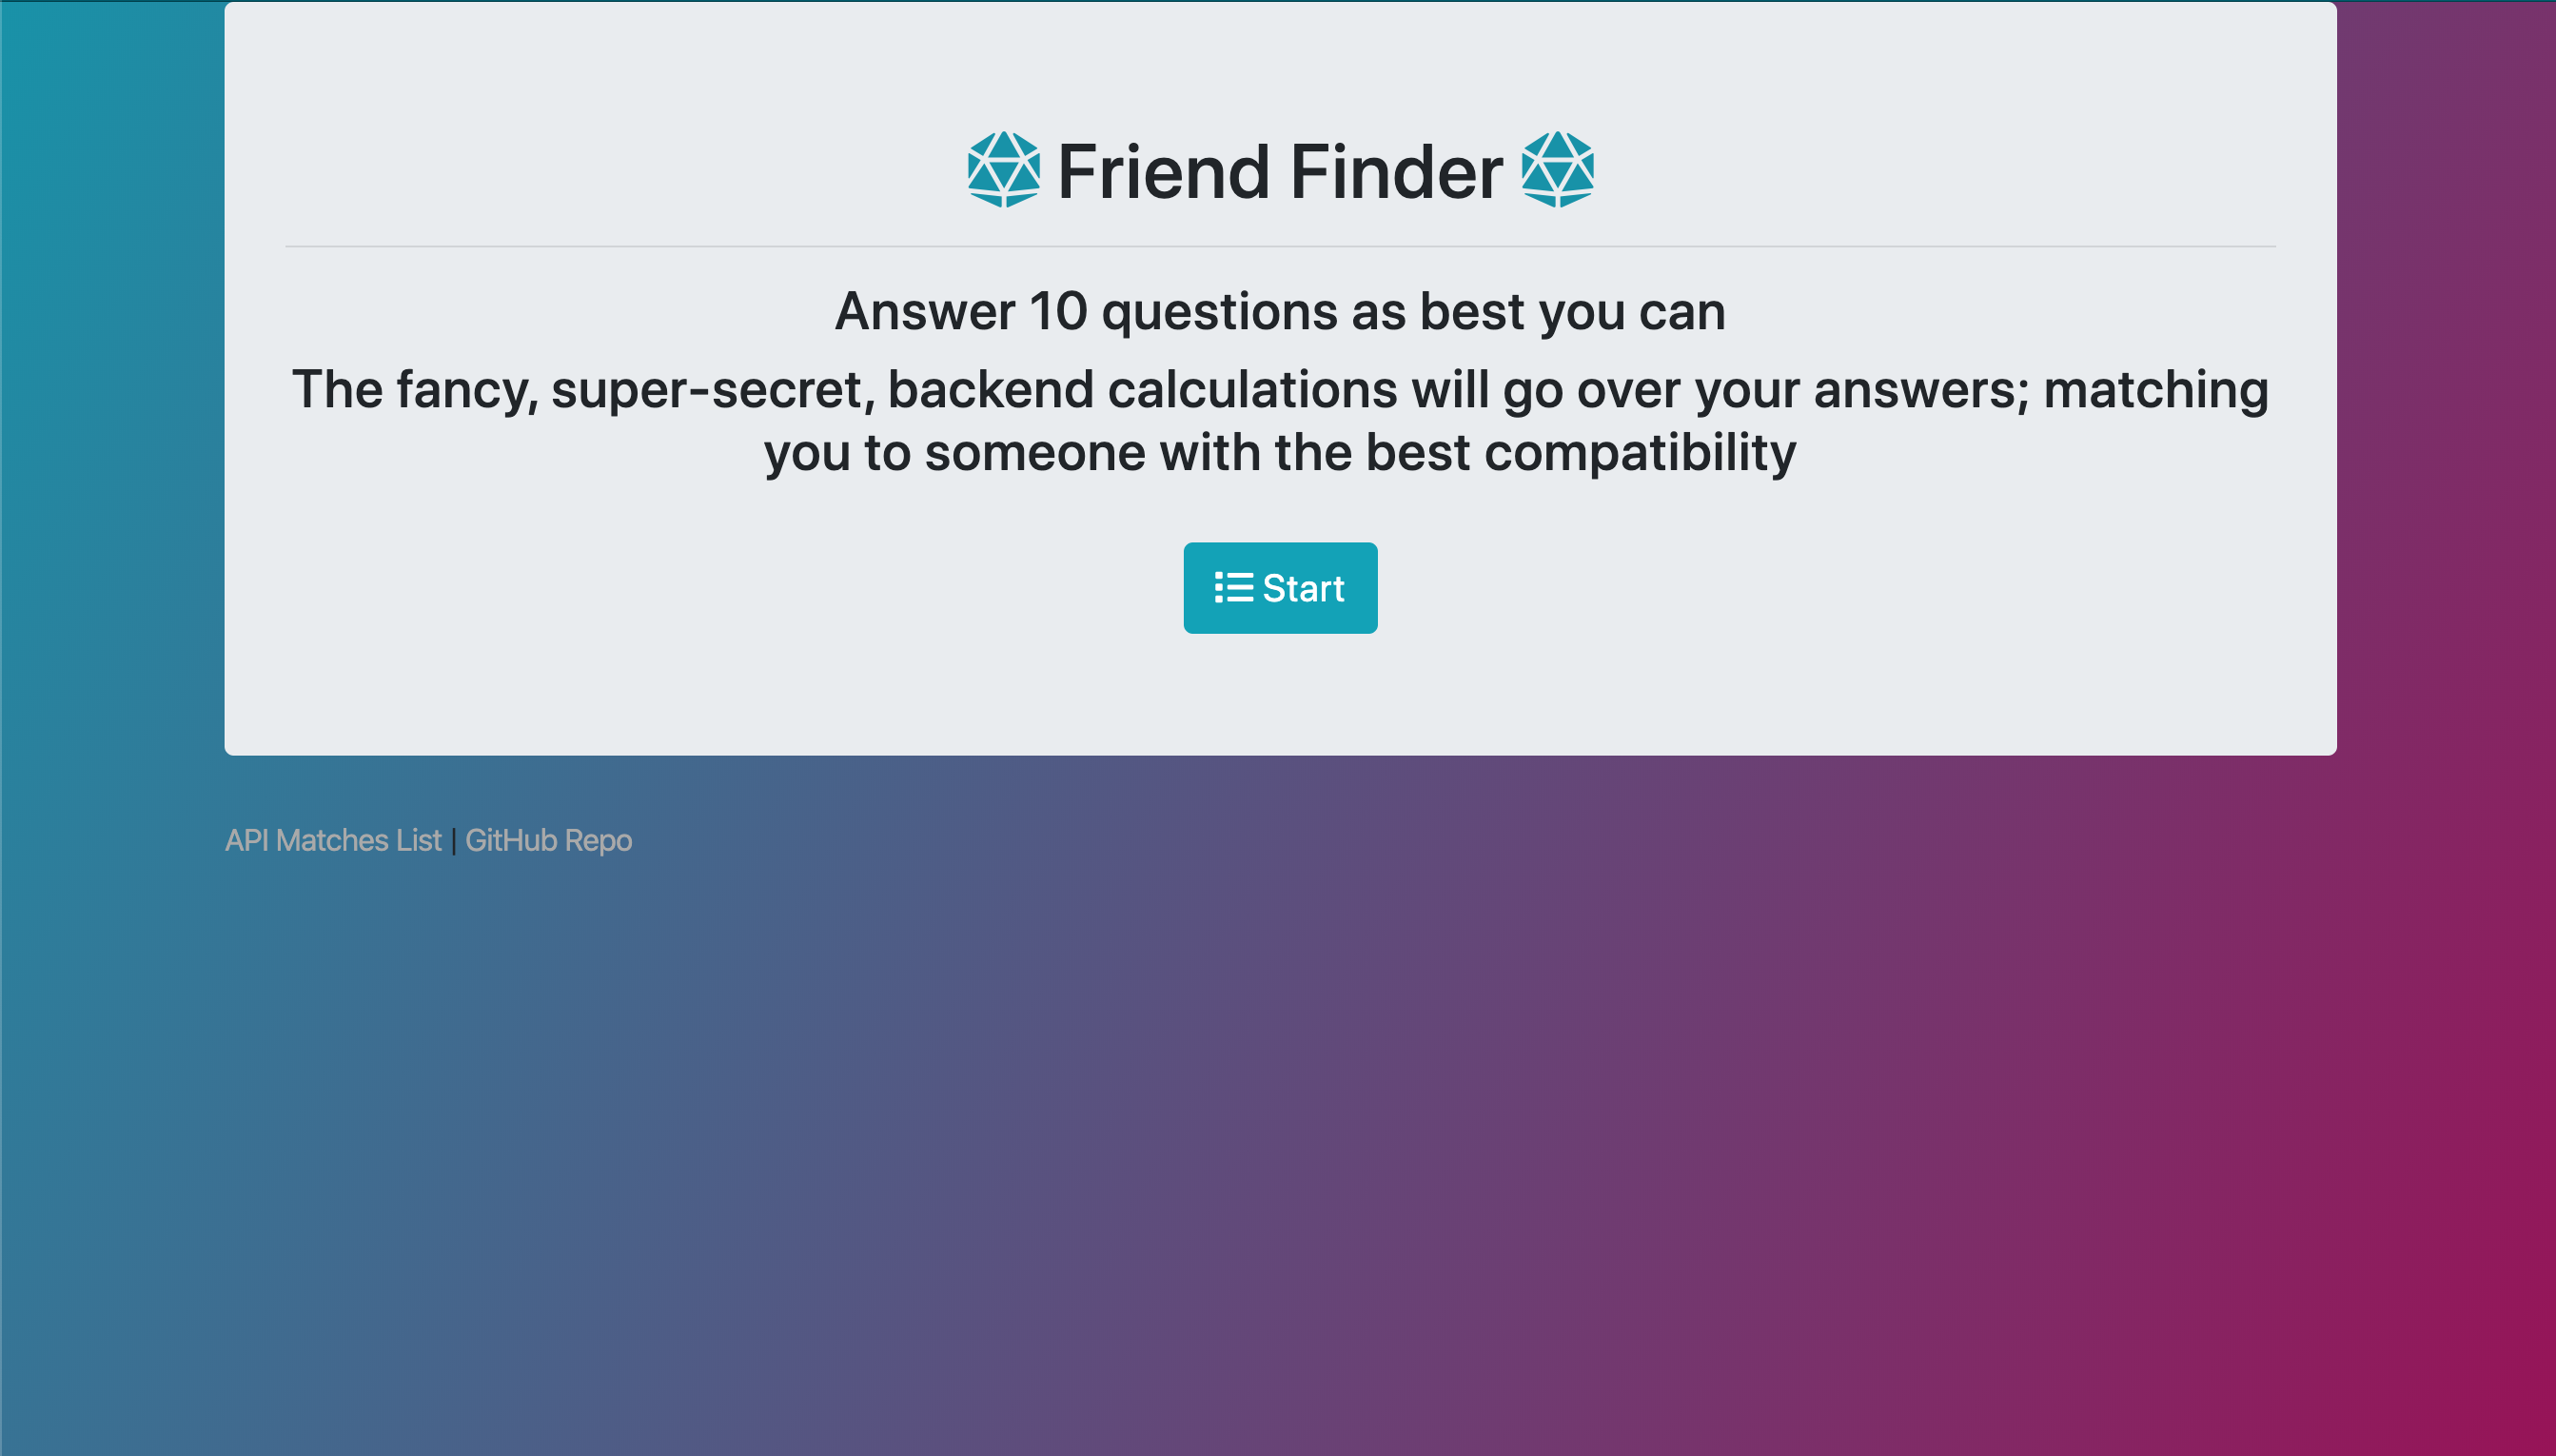 Friend Finder
Answer 10 questions as best you can
The fancy, super-secret, backend calculations will go over your answers; matching
you to someone with the best compatibility
Start
API Matches List | GitHub Repo